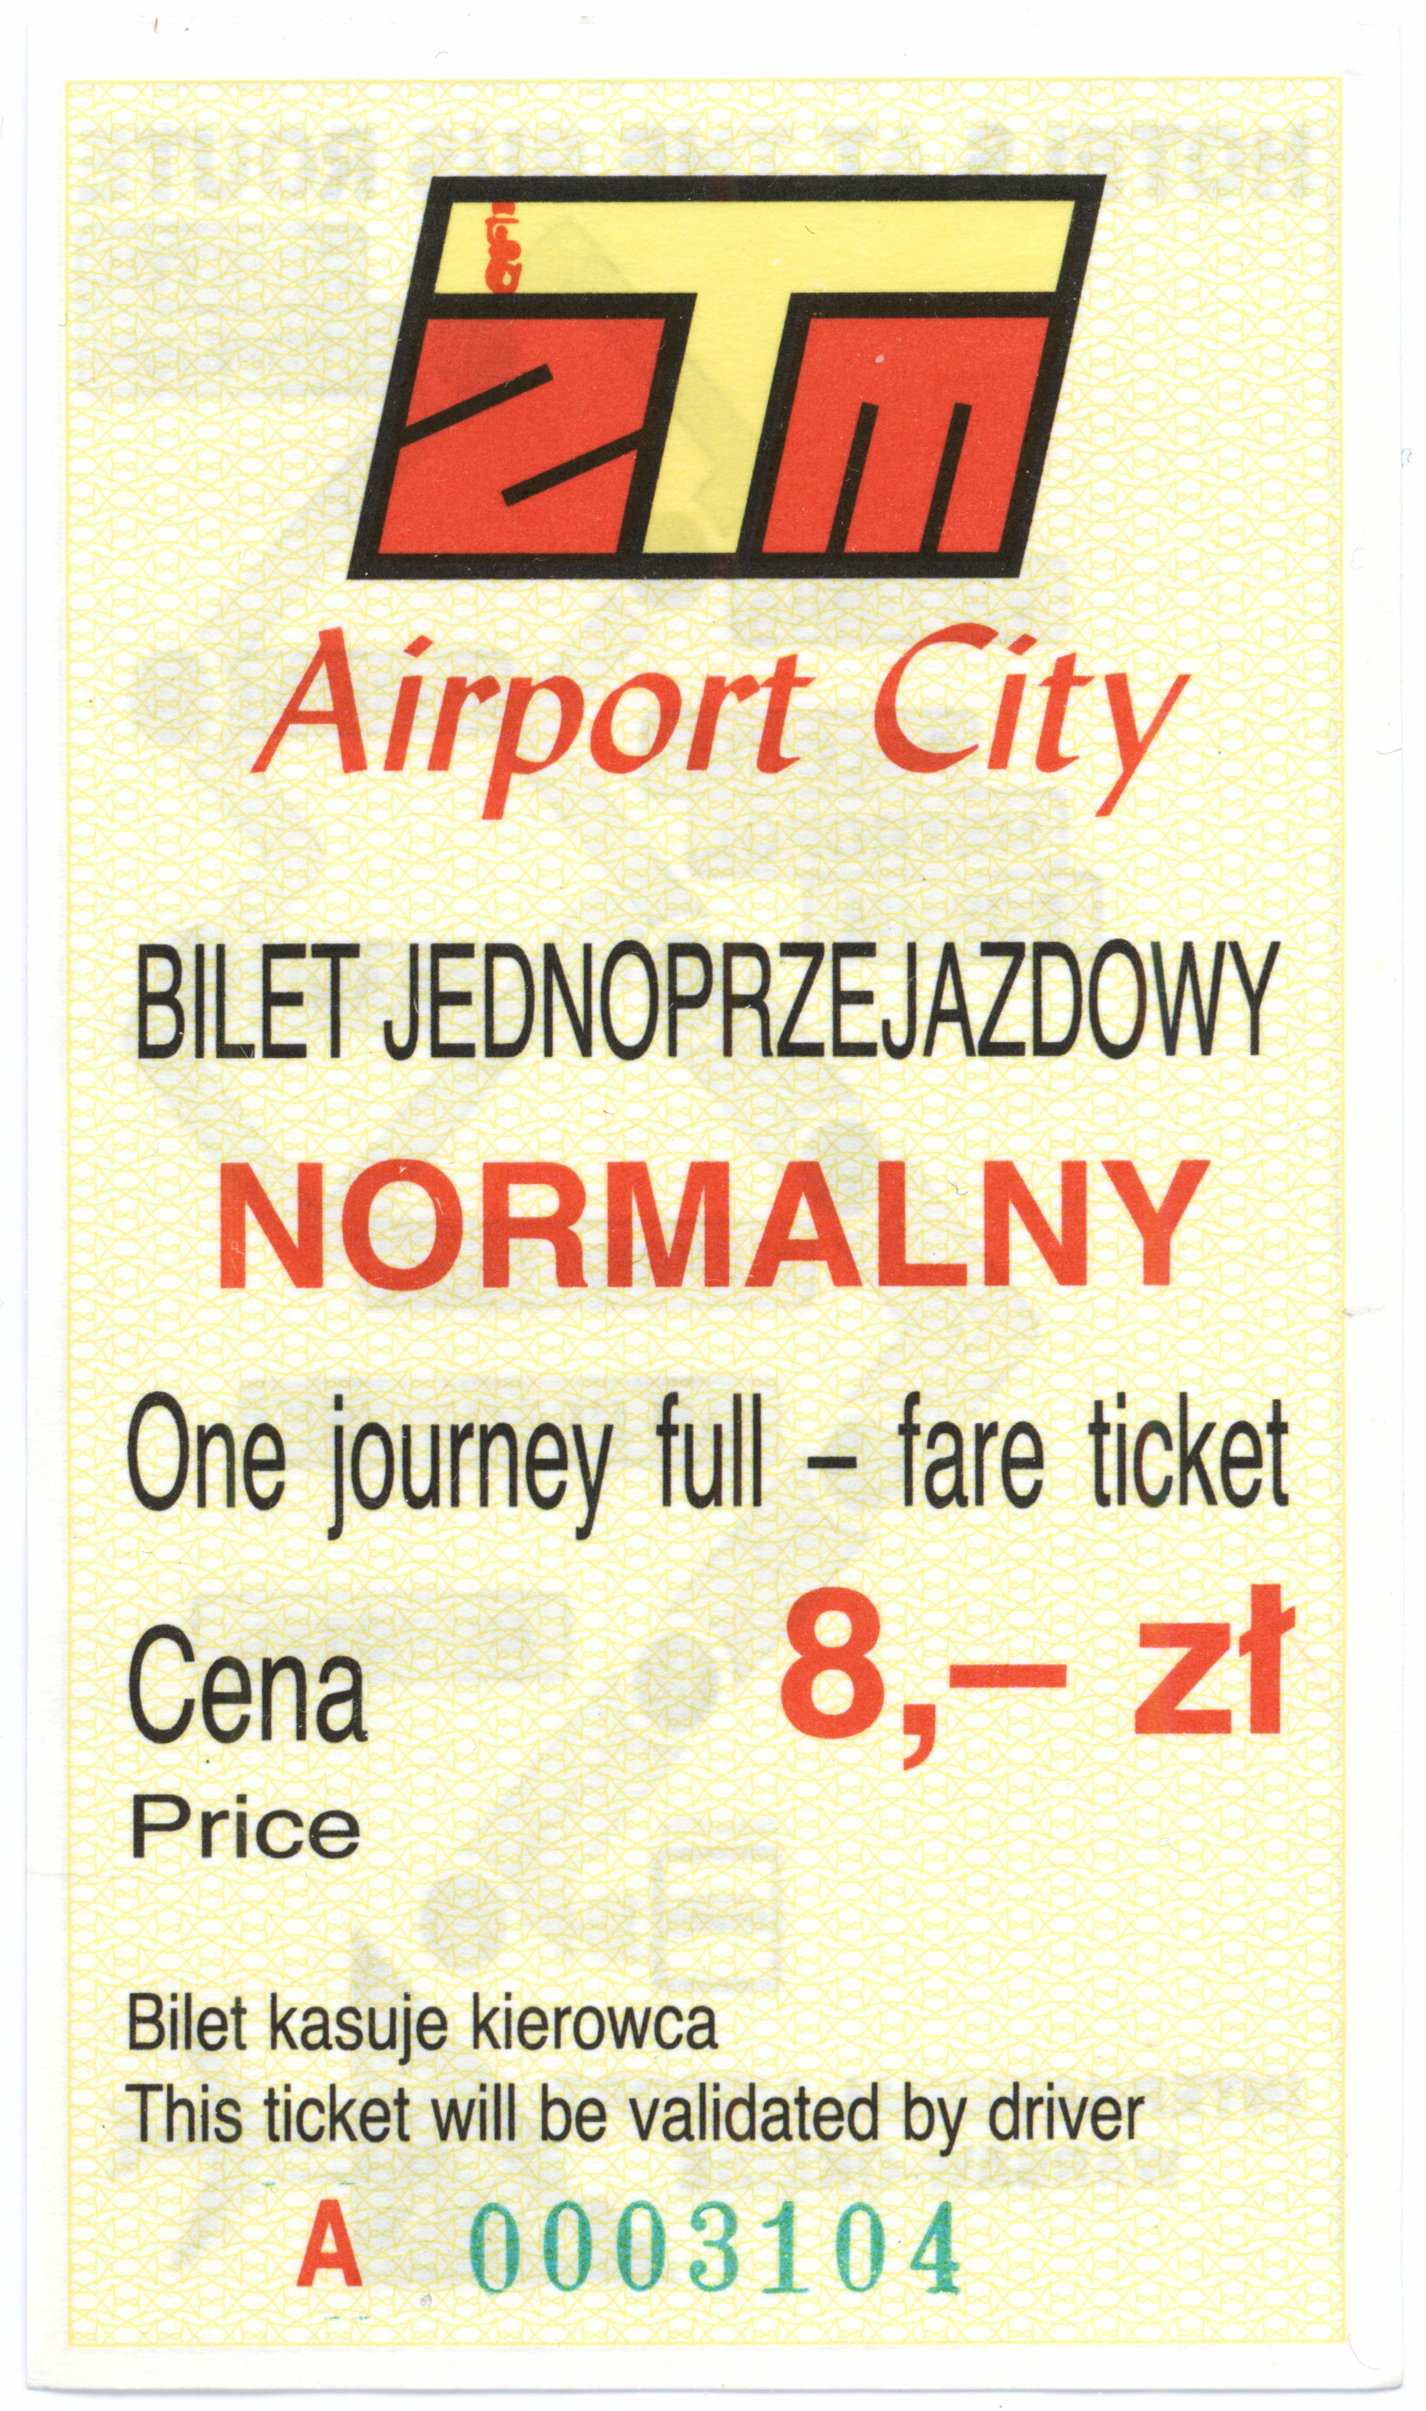 ZTM
Airport City
BILET JEDNOPRZEJAZDOWY
NORMALNY
One journey full – fare ticket
Cena 8,– zł
Price
Bilet kasuje kierowca
This ticket will be validated by driver
A 0003104